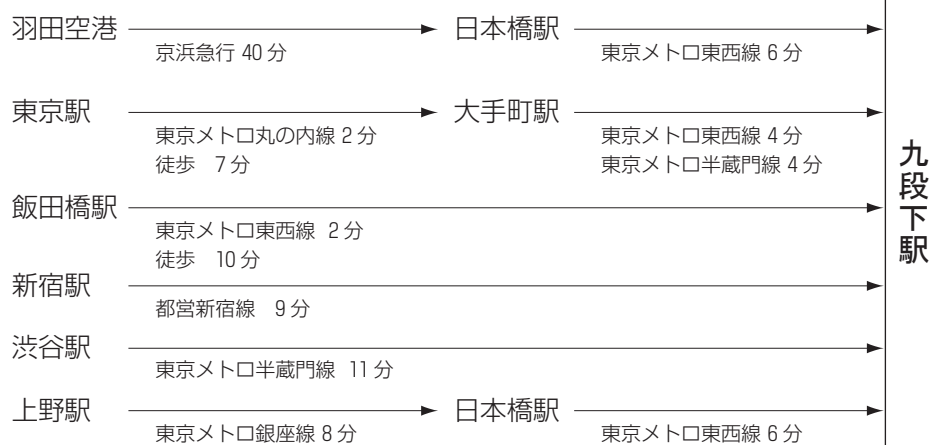 羽田空港
京浜急行 40分
日本橋駅
東京メトロ東西線 6分
東京駅
東京メトロ丸の内線 2分
徒歩 7分
大手町駅
東京メトロ東西線 4分
東京メトロ半蔵門線 4分
飯田橋駅
東京メトロ東西線 2分
徒歩 10分
新宿駅
都営新宿線 9分
渋谷駅
東京メトロ半蔵門線 11分
上野駅
東京メトロ銀座線 8分
日本橋駅
東京メトロ東西線 6分
九段下駅